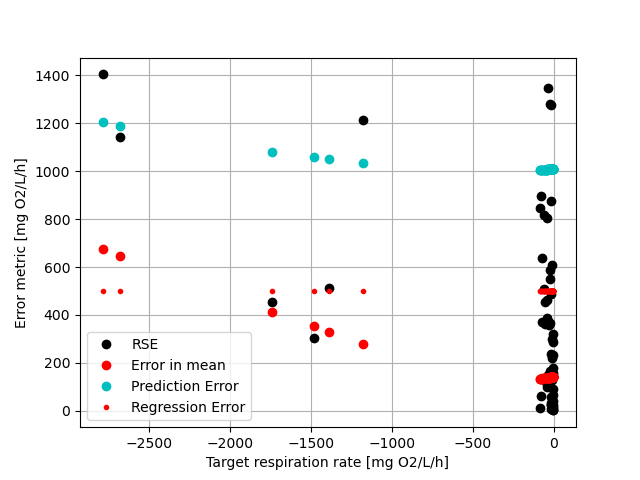 1400
1200
1000
800
600
400
200
0
Error metric [mg O2/L/h]
RSE
Error in mean
Prediction Error
Regression Error
−2500 −2000 −1500 −1000 −500 0
Target respiration rate [mg O2/L/h]